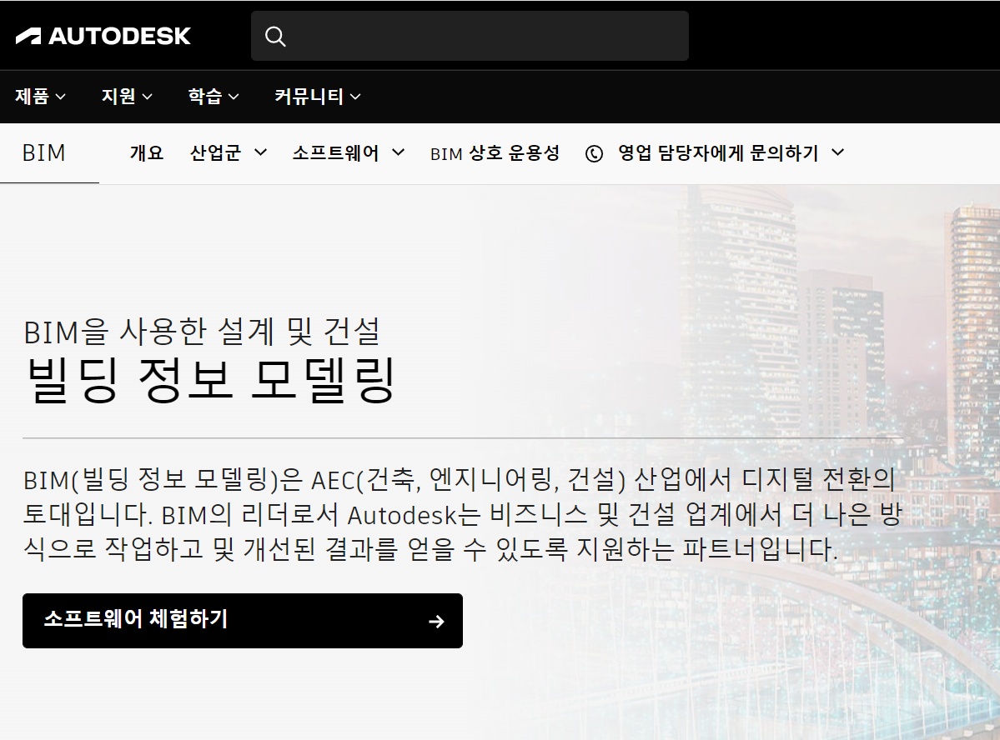 AUTODESK
제품 지원 학습 커뮤니티
BIM 개요 산업군 소프트웨어 BIM 상호 운용성 영업 담당자에게 문의하기
BIM을 사용한 설계 및 건설
빌딩 정보 모델링
BIM(빌딩 정보 모델링)은 AEC(건축, 엔지니어링, 건설) 산업에서 디지털 전환의
토대입니다. BIM의 리더로서 Autodesk는 비즈니스 및 건설 업계에서 더 나은 방
식으로 작업하고 및 개선된 결과를 얻을 수 있도록 지원하는 파트너입니다.
소프트웨어 체험하기